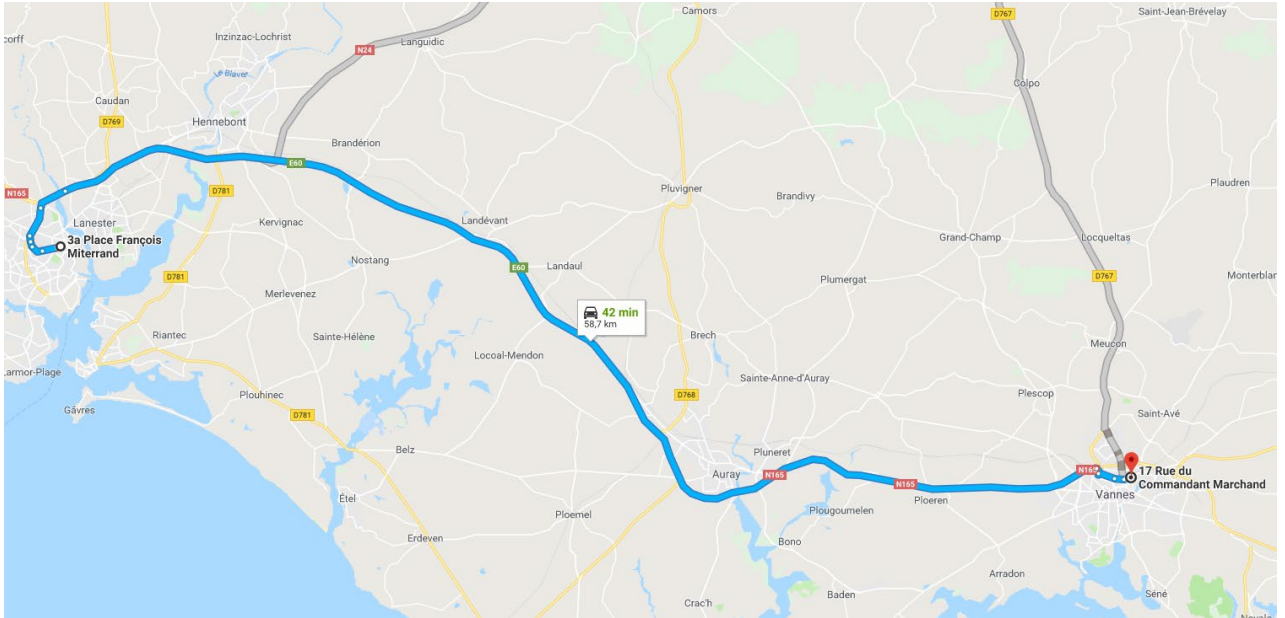 Camors
D767
Saint-Jean-Brévelay
Inzinzac-Lochrist
Languidic
N24
Le Blavet
Colpo
Caudan
D769
Hennebont
Brandérion
E60
N165
D781
Pluvigner
Brandivy
Plaudren
Lanester
Kervignac
Landévant
3a Place François
Miterrand
Grand-Champ
Locqueltas
Nostang
E60
Landaul
D781
D767
Monterblan
Merlevenez
Plumergat
42 min
58,7 km
Riantec
Sainte-Hélène
Brech
Meucon
Locoal-Mendon
Larmor-Plage
Sainte-Anne-d'Auray
Plouhinec
D768
Plescop
Gâvres
D781
Saint-Avé
Belz
Pluneret
Auray
N165
N165
17 Rue du
Commandant Marchand
N165
Vannes
Étel
Ploeren
Ploemel
Plougoumelen
Erdeven
Bono
Arradon
Baden
Séné
Crac'h